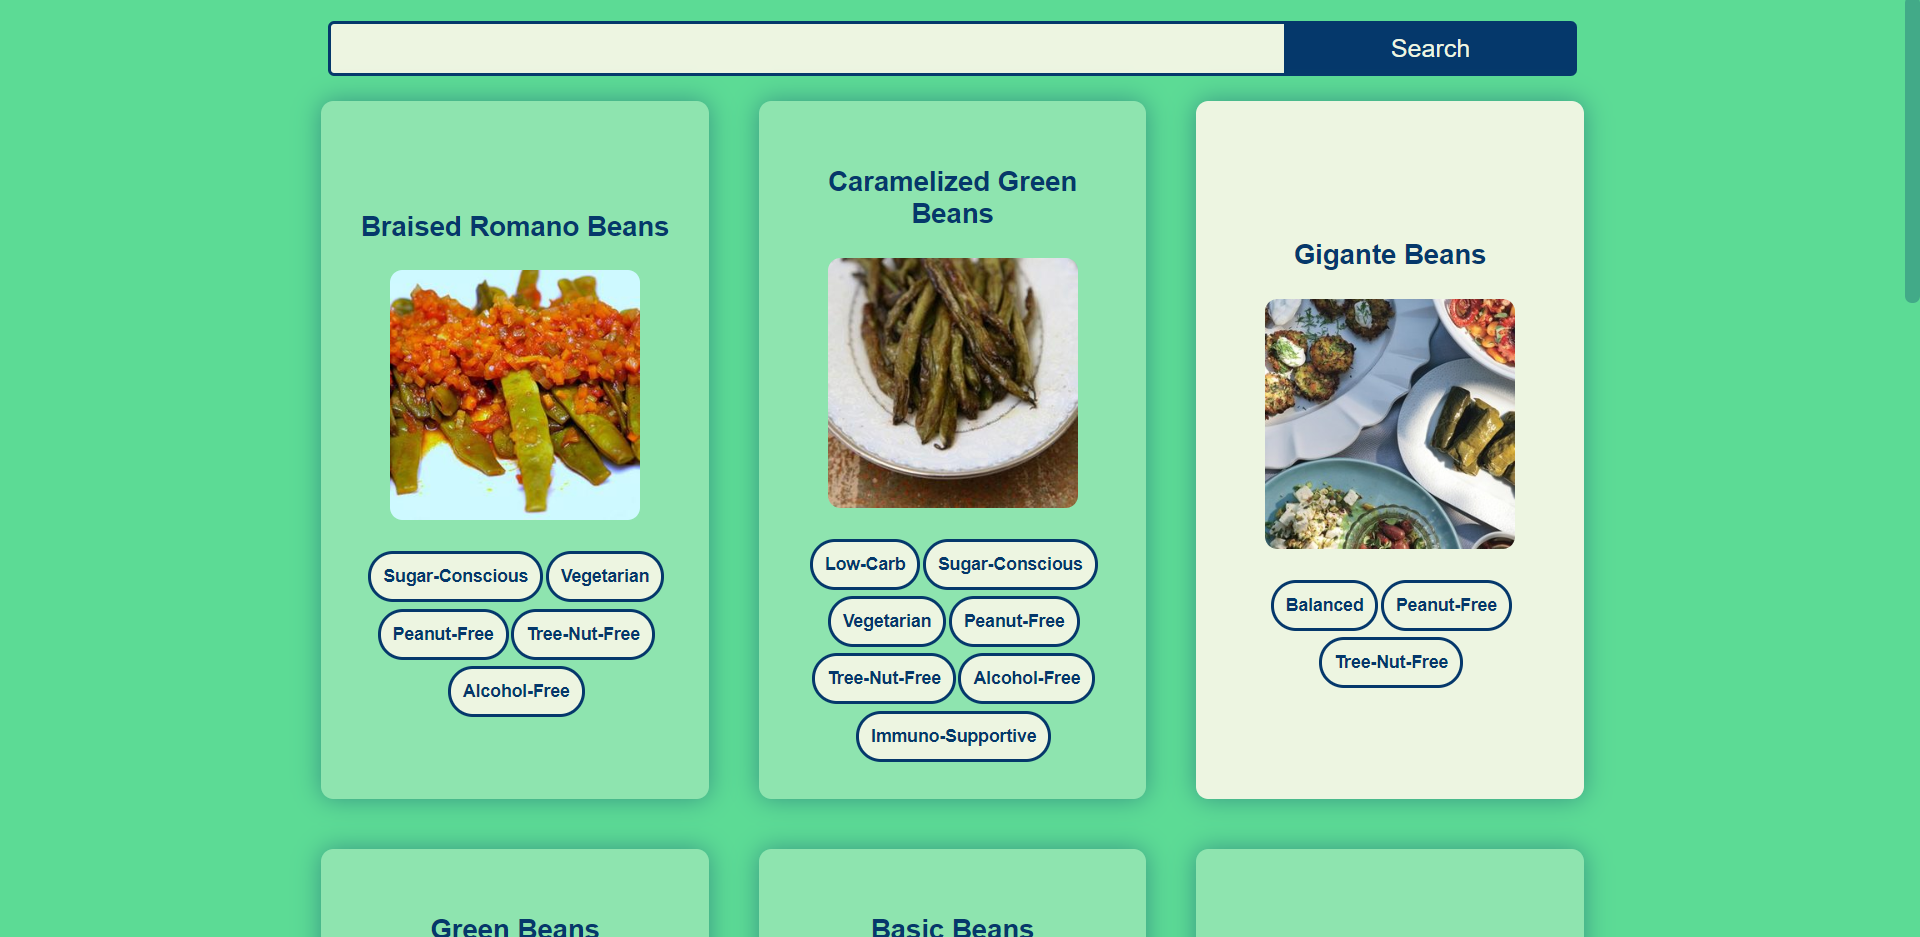 Search
Braised Romano Beans
Sugar-Conscious
Vegetarian
Peanut-Free
Tree-Nut-Free
Alcohol-Free
Caramelized Green
Beans
Low-Carb
Sugar-Conscious
Vegetarian
Peanut-Free
Tree-Nut-Free
Alcohol-Free
Immuno-Supportive
Gigante Beans
Balanced
Peanut-Free
Tree-Nut-Free
Green Beans
Basic Beans